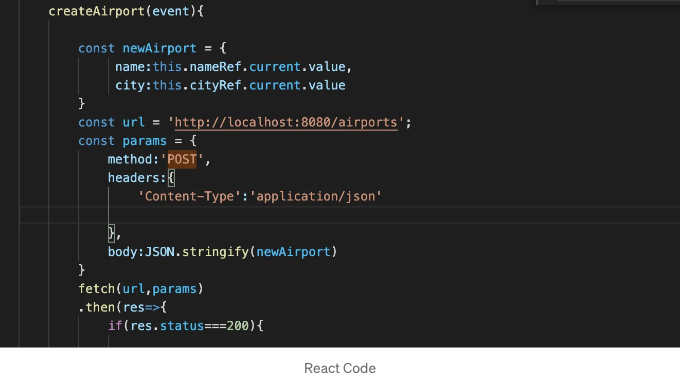 createAirport(event){
const newAirport = {
name:this.nameRef.current.value,
city:this.cityRef.current.value
}
const url = 'http://localhost:8080/airports';
const params = {
method:'POST',
headers:{
'Content-Type':'application/json'
},
body:JSON.stringify(newAirport)
}
fetch(url,params)
.then(res=>{
if(res.status===200){
React Code